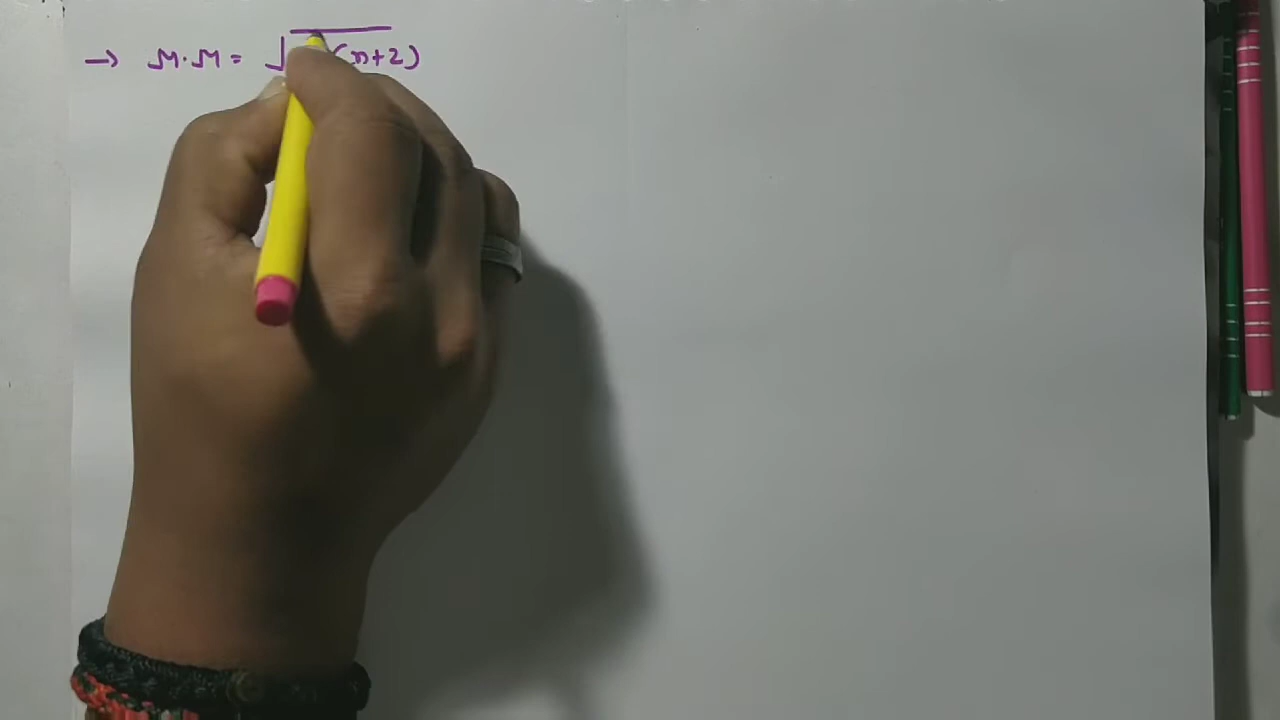 → M.M = √ (n+2)